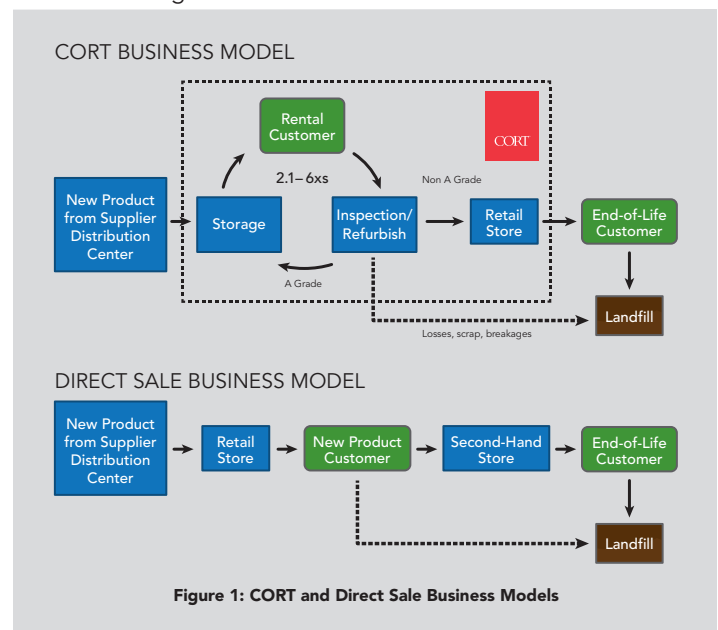 CORT BUSINESS MODEL
Rental
Customer
CORT
2.1–6xs
Non A Grade
New Product
from Supplier
Distribution
Center
Storage
Inspection/
Refurbish
Retail
Store
End-of-Life
Customer
A Grade
Landfill
Losses, scrap, breakages
DIRECT SALE BUSINESS MODEL
New Product
from Supplier
Distribution
Center
Retail
Store
New Product
Customer
Second-Hand
Store
End-of-Life
Customer
Landfill
Figure 1: CORT and Direct Sale Business Models